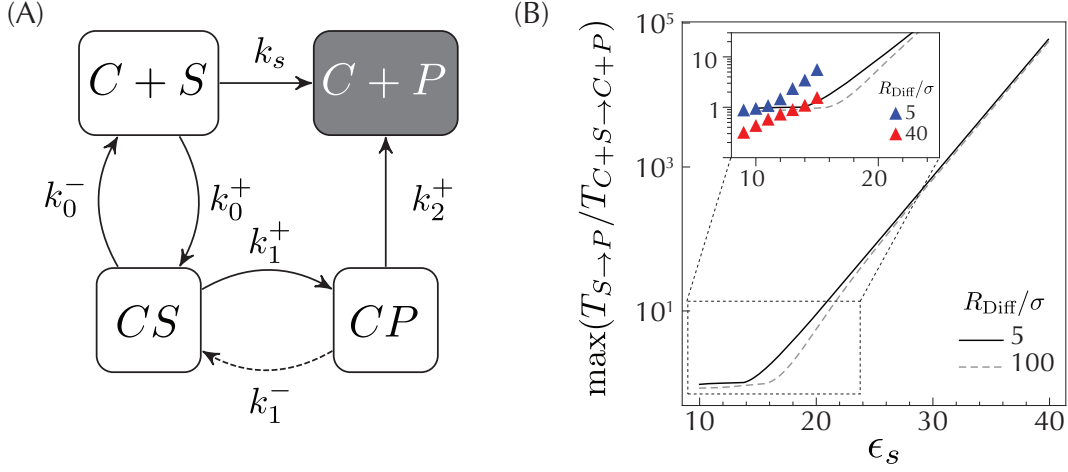 (A)
C + S
k_s
C + P
k_0^-
k_0^+
k_1^+
k_2^+
CS
CP
k_1^-
(B)
max(T_{S→P}/T_{C+S→C+P})
10^5
10^3
10^1
10
1
R_Diff/σ
5
40
10
20
R_Diff/σ
5
100
10
20
30
40
ϵ_s